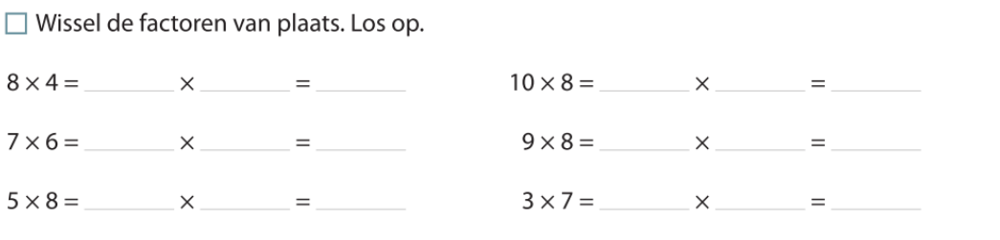 Wissel de factoren van plaats. Los op.
8 × 4 = ________ × ________ = ________
10 × 8 = ________ × ________ = ________
7 × 6 = ________ × ________ = ________
9 × 8 = ________ × ________ = ________
5 × 8 = ________ × ________ = ________
3 × 7 = ________ × ________ = ________